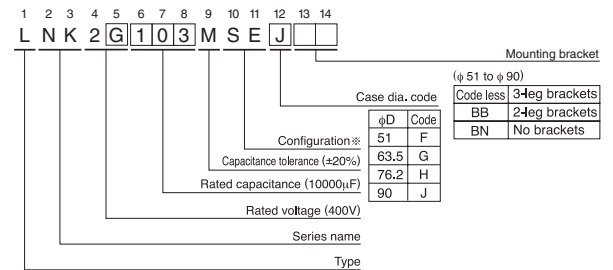 1 2 3 4 5 6 7 8 9 10 11 12 13 14
L N K 2 G 1 0 3 M S E J
Mounting bracket
(φ 51 to φ 90)
Code less 3-leg brackets
BB 2-leg brackets
BN No brackets
Case dia. code
φD Code
51 F
63.5 G
76.2 H
90 J
Configuration※
Capacitance tolerance (±20%)
Rated capacitance (10000μF)
Rated voltage (400V)
Series name
Type